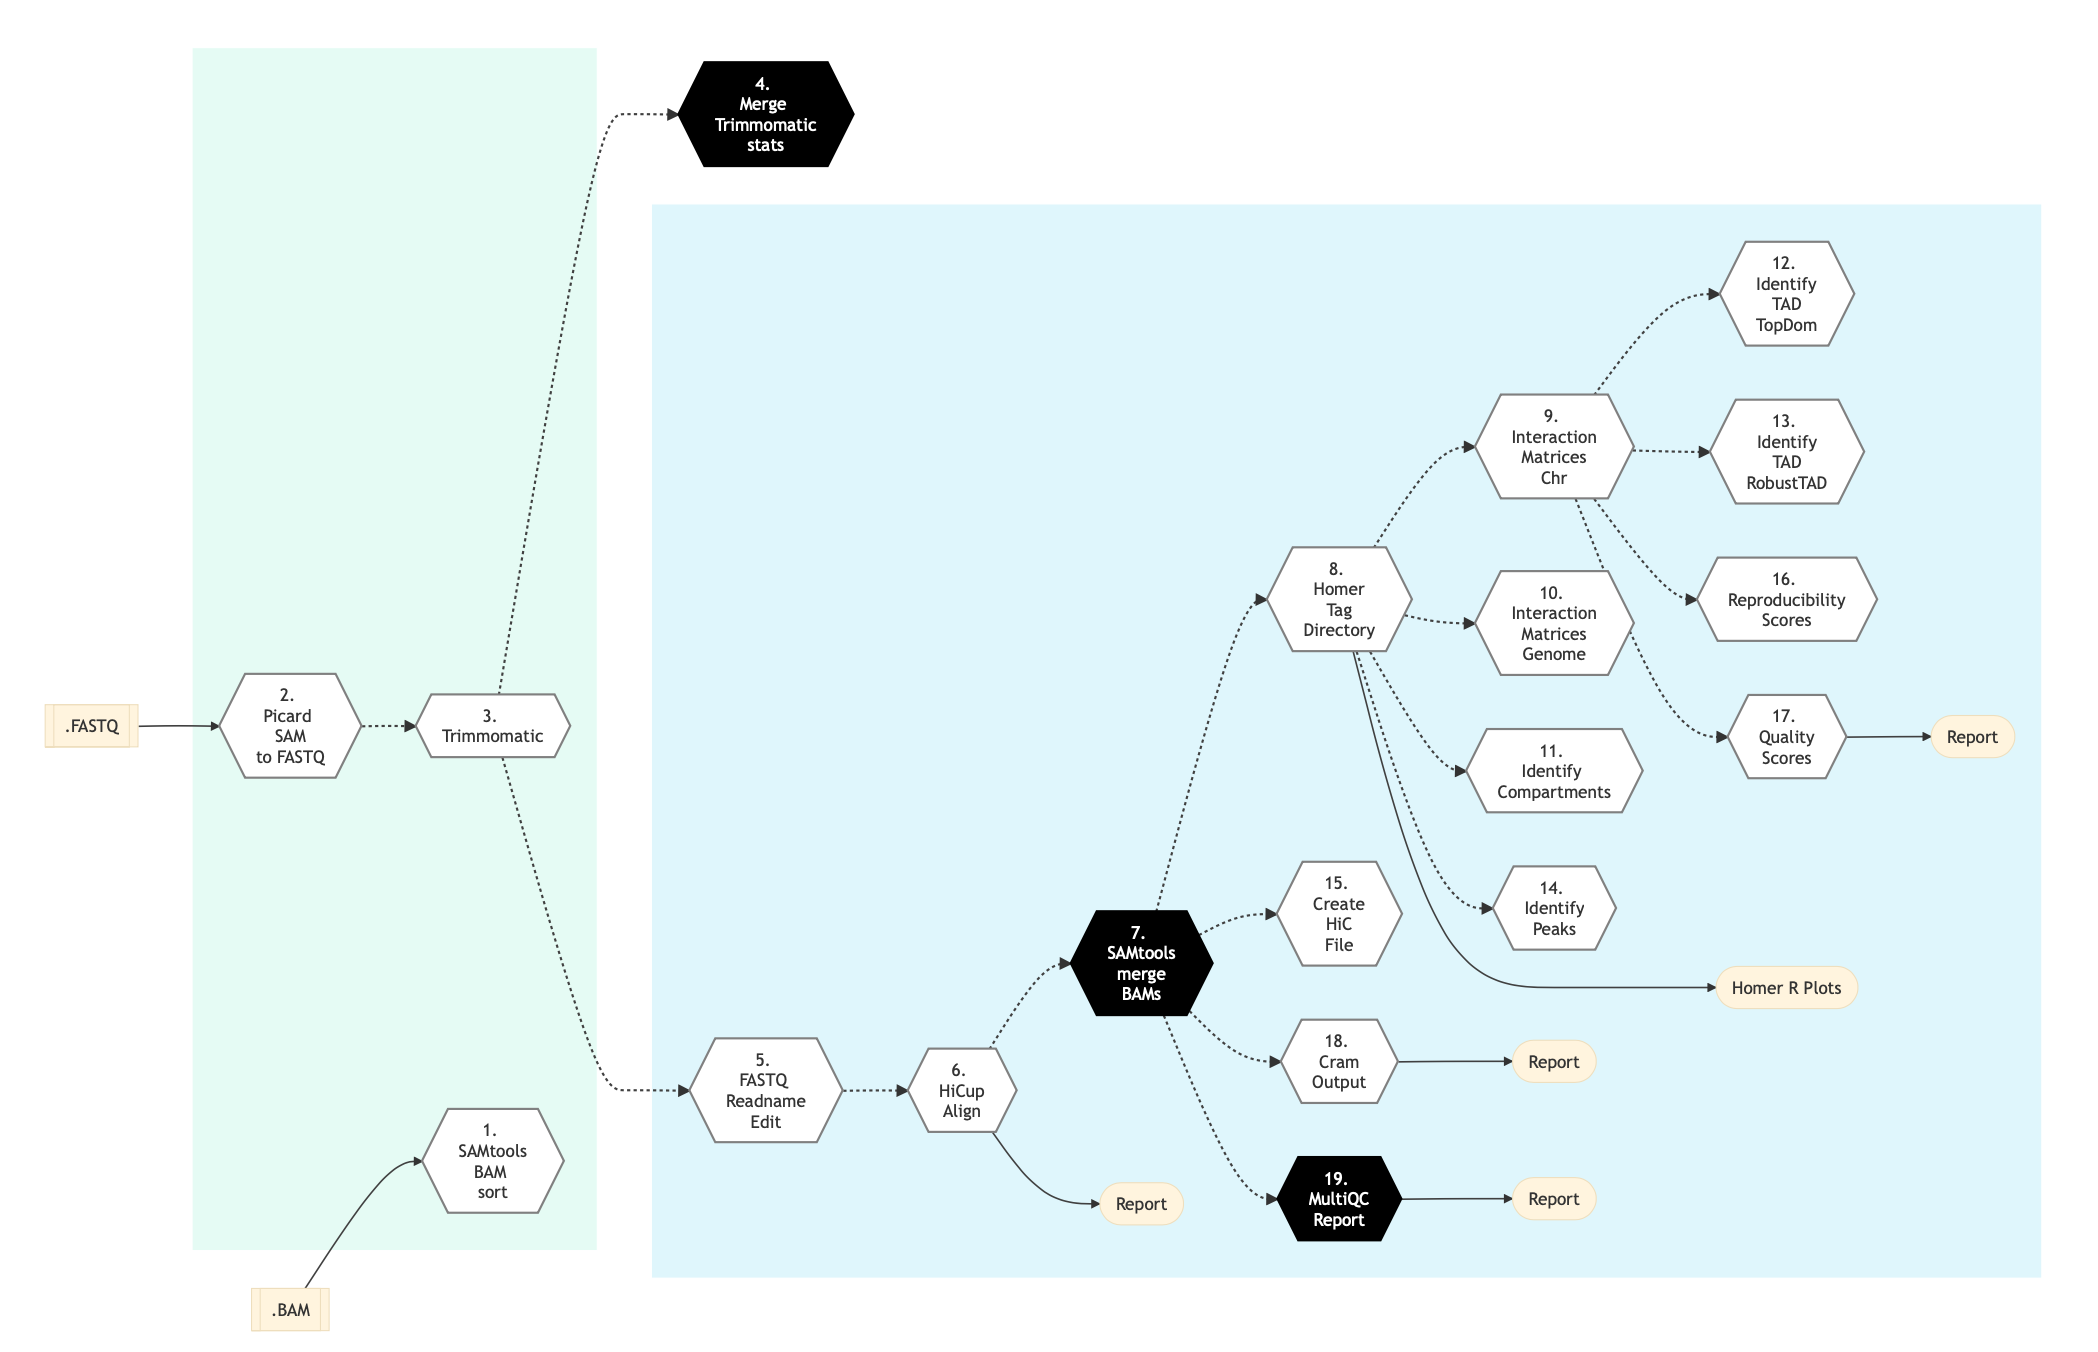 4.
Merge
Trimmomatic
stats
12.
Identify
TAD
TopDom
9.
Interaction
Matrices
Chr
13.
Identify
TAD
RobustTAD
8.
Homer
Tag
Directory
10.
Interaction
Matrices
Genome
16.
Reproducibility
Scores
.FASTQ
2.
Picard
SAM
to FASTQ
3.
Trimmomatic
11.
Identify
Compartments
17.
Quality
Scores
Report
15.
Create
HiC
File
14.
Identify
Peaks
7.
SAMtools
merge
BAMs
Homer R Plots
5.
FASTQ
Readname
Edit
6.
HiCup
Align
18.
Cram
Output
Report
1.
SAMtools
BAM
sort
Report
19.
MultiQC
Report
Report
.BAM